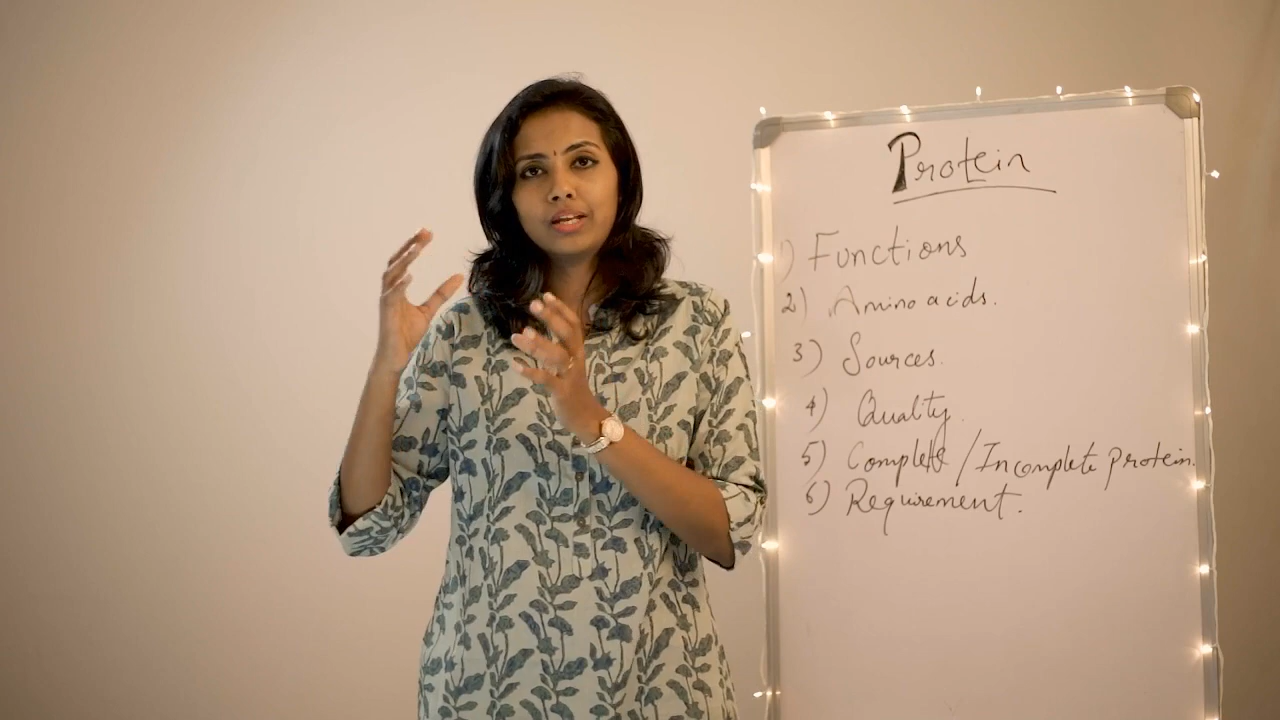 Protein
1) Functions
2) Amino acids.
3) Sources.
4) Quality.
5) Complete / Incomplete protein.
6) Requirement.